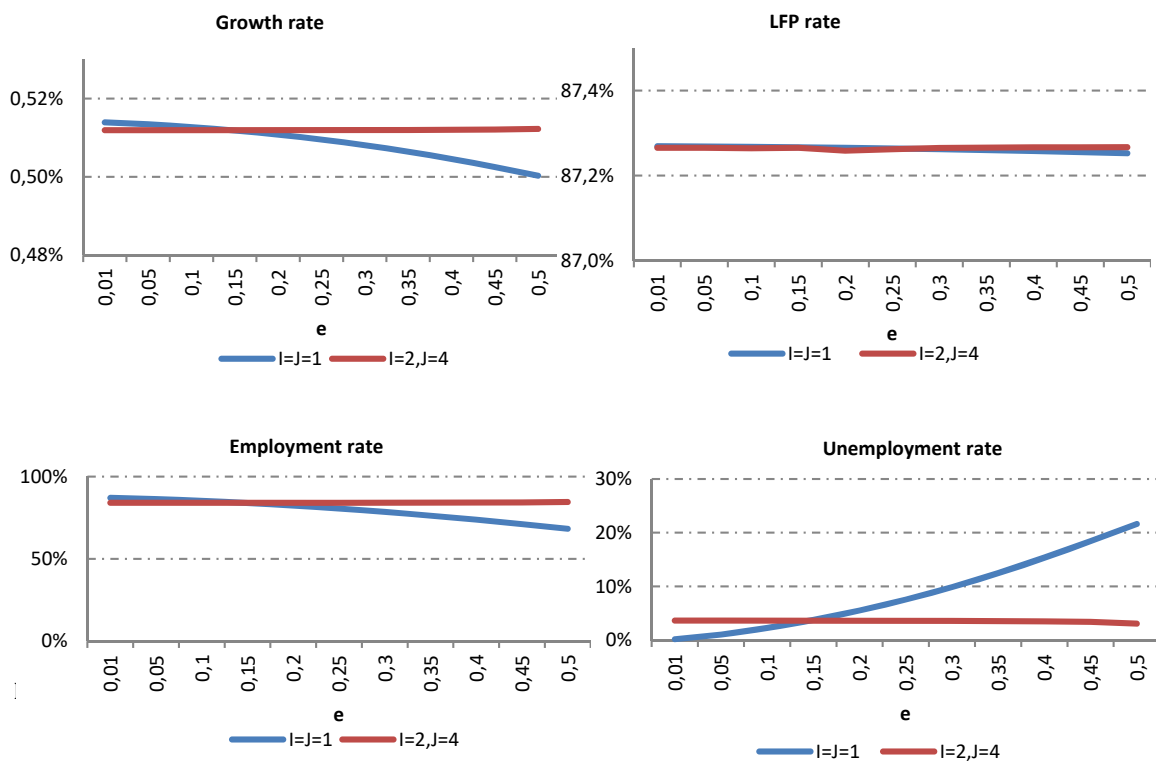 Growth rate
0,52%
0,50%
0,48%
0,01 0,05 0,1 0,15 0,2 0,25 0,3 0,35 0,4 0,45 0,5
e
I=J=1 I=2,J=4
LFP rate
87,4%
87,2%
87,0%
0,01 0,05 0,1 0,15 0,2 0,25 0,3 0,35 0,4 0,45 0,5
e
I=J=1 I=2,J=4
Employment rate
100%
50%
0%
0,01 0,05 0,1 0,15 0,2 0,25 0,3 0,35 0,4 0,45 0,5
e
I=J=1 I=2,J=4
Unemployment rate
30%
20%
10%
0%
0,01 0,05 0,1 0,15 0,2 0,25 0,3 0,35 0,4 0,45 0,5
e
I=J=1 I=2,J=4